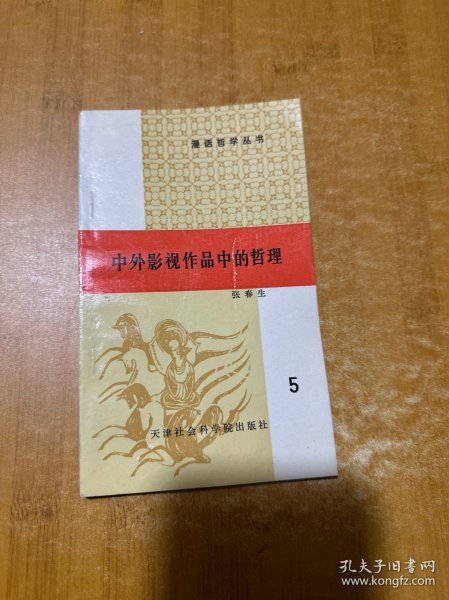 漫话哲学丛书
中外影视作品中的哲理
张春生
5
天津社会科学院出版社
孔夫子旧书网
www.kongfz.com